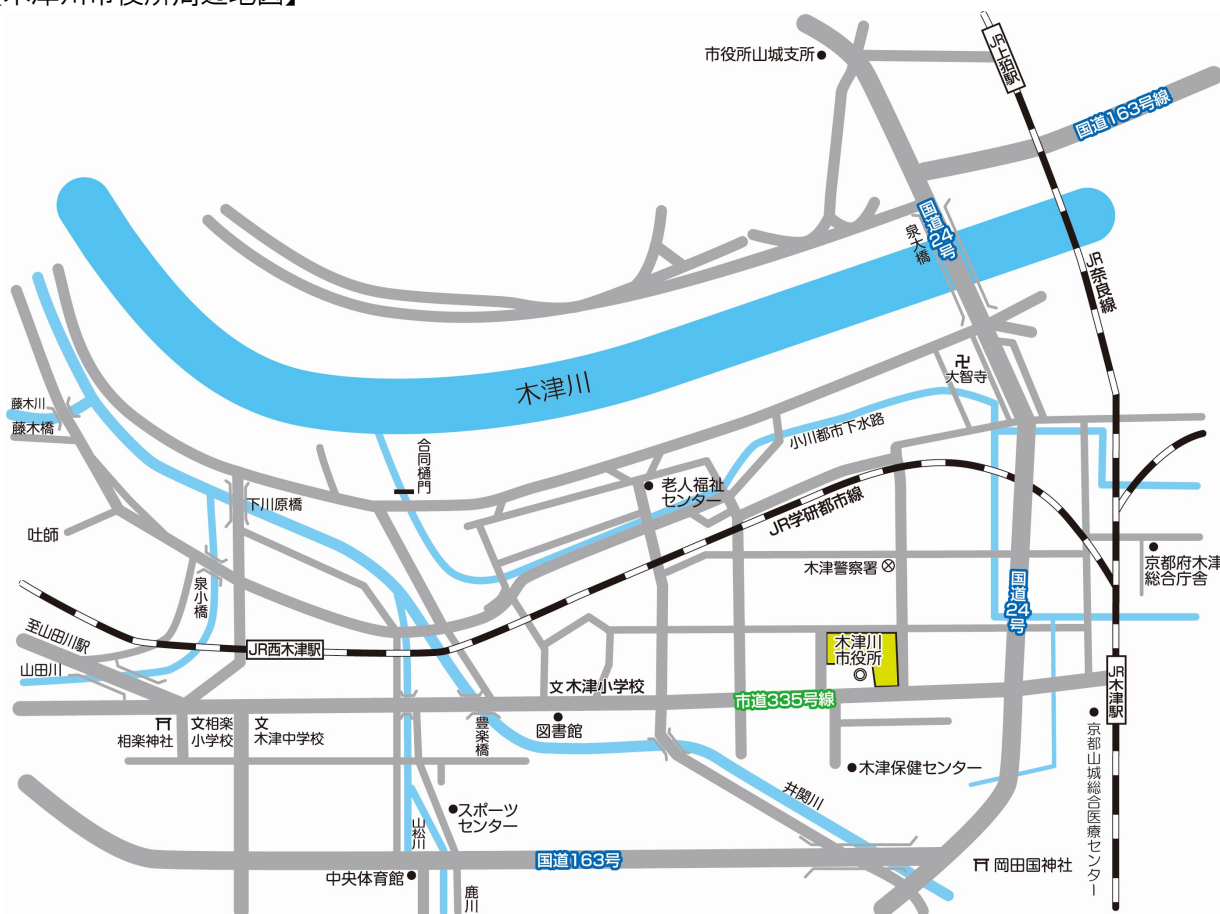 【木津川市役所周辺地図】
市役所山城支所
JR上狛駅
国道163号線
国道24号
泉大橋
JR奈良線
木津川
卍
大智寺
藤木川
藤木橋
合同樋門
小川都市下水路
老人福祉
センター
下川原橋
JR学研都市線
吐師
泉小橋
木津警察署
京都府木津
総合庁舎
国道24号
至山田川駅
JR西木津駅
木津川
市役所
山田川
文木津小学校
市道335号線
JR木津駅
相楽神社
文相楽
小学校
文
木津中学校
豊楽橋
図書館
木津保健センター
京都山城総合医療センター
井関川
スポーツ
センター
山松川
国道163号
中央体育館
鹿川
岡田国神社